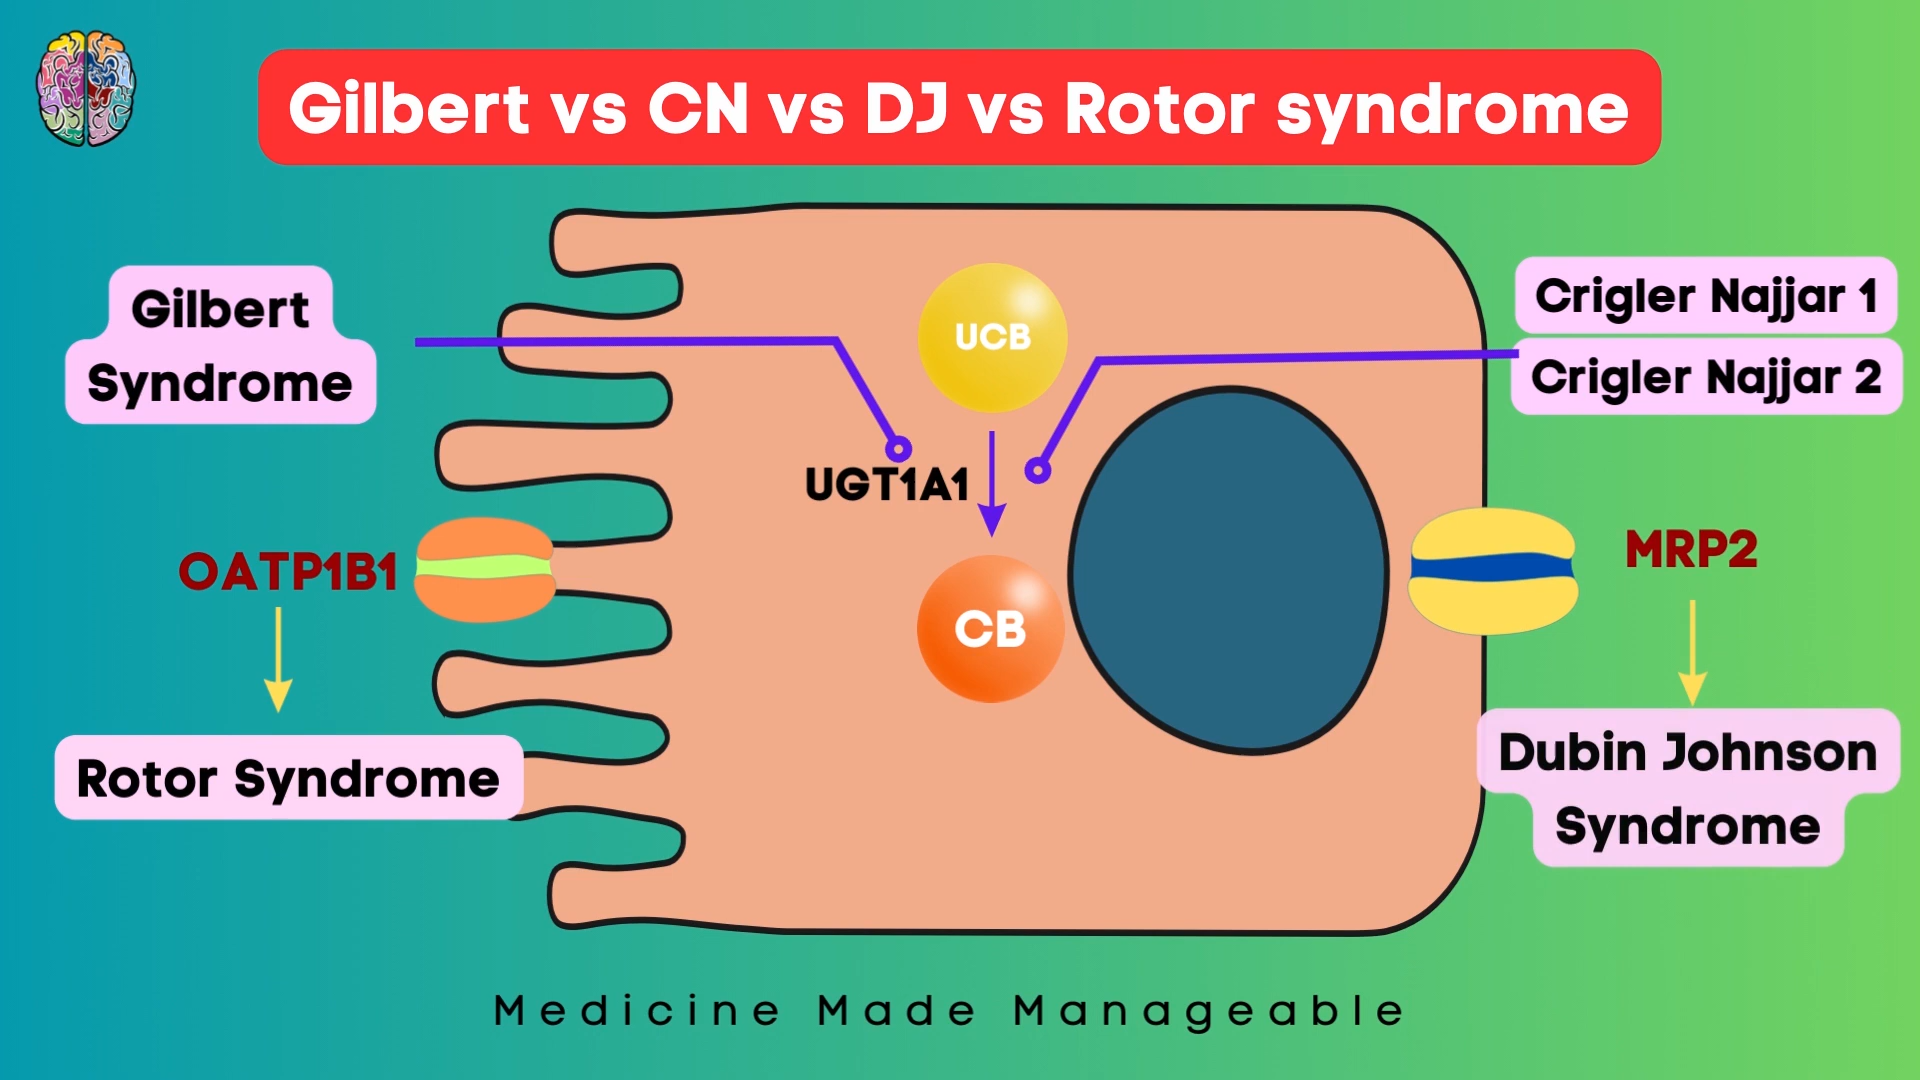 Gilbert vs CN vs DJ vs Rotor syndrome
Gilbert
Syndrome
UCB
Crigler Najjar 1
Crigler Najjar 2
UGT1A1
OATP1B1
MRP2
CB
Rotor Syndrome
Dubin Johnson
Syndrome
Medicine Made Manageable